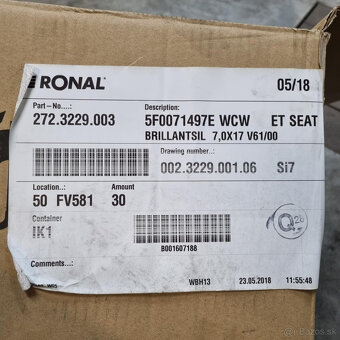 RONAL® 05/18
Part-No....: Description:
272.3229.003 5F0071497E WCW ET SEAT
BRILLANTSIL 7,0X17 V61/00
Drawing number:
002.3229.001.06 Si7
Location..: Amount
50 FV581 30
Container
IK1
B001607188
Comments...:
WBH13 23.05.2018 11:55:48
bazos.sk